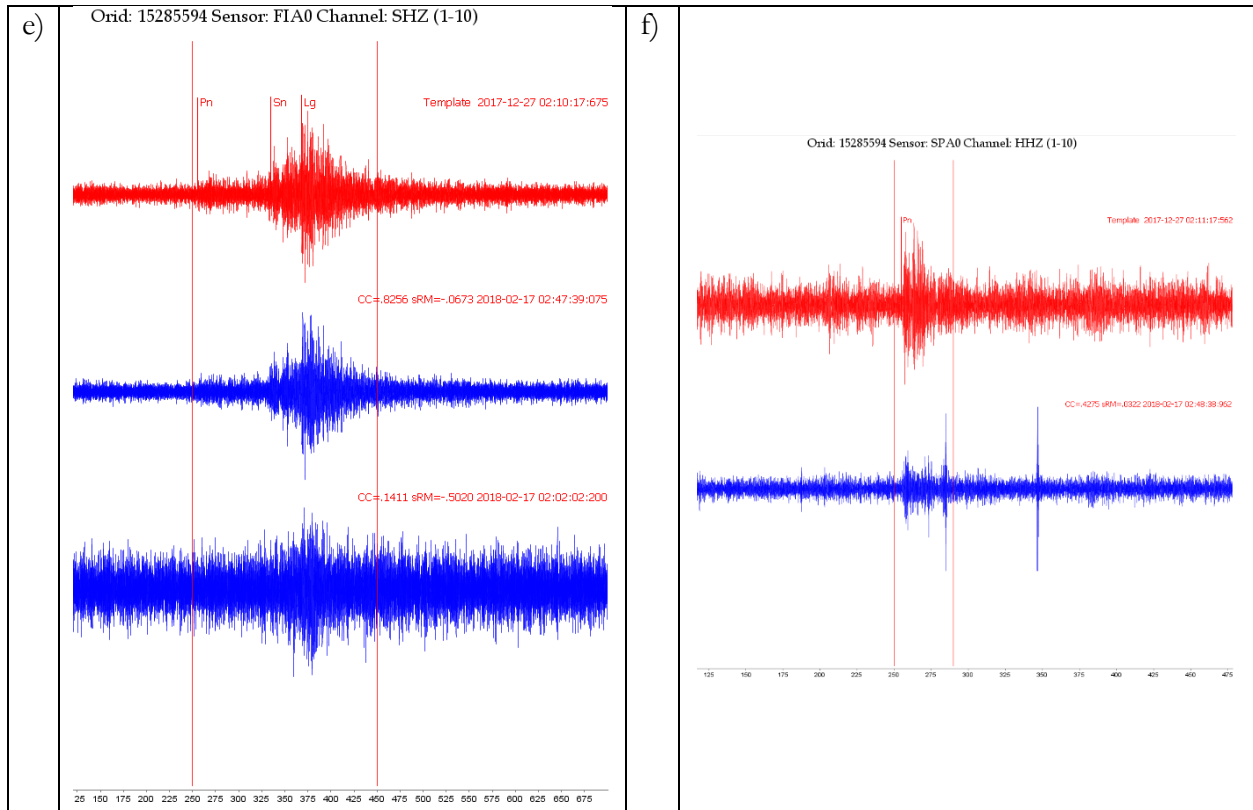 e)
Orid: 15285594 Sensor: FIA0 Channel: SHZ (1-10)
Pn
Sn
Lg
Template 2017-12-27 02:10:17:675
CC=.8256 sRM=-.0673 2018-02-17 02:47:39:075
CC=.1411 sRM=-.5020 2018-02-17 02:02:02:200
25 150 175 200 225 250 275 300 325 350 375 400 425 450 475 500 525 550 575 600 625 650 675
f)
Orid: 15285594 Sensor: SPA0 Channel: HHZ (1-10)
Pn
Template 2017-12-27 02:11:17:562
CC=.4275 sRM=.0322 2018-02-17 02:48:38:962
125 150 175 200 225 250 275 300 325 350 375 400 425 450 475